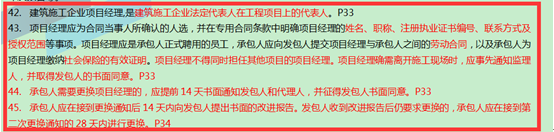 42.  建筑施工企业项目经理,是建筑施工企业法定代表人在工程项目上的代表人。P33
43.  项目经理应为合同当事人所确认的人选，并在专用合同条款中明确项目经理的姓名、职称、注册执业证书编号、联系方式及
授权范围等事项。项目经理应是承包人正式聘用的员工，承包人应向发包人提交项目经理与承包人之间的劳动合同，以及承包人为
项目经理缴纳社会保险的有效证明。项目经理不得同时担任其他项目的项目经理。项目经理确需离开施工现场时，应事先通知监理
人，并取得发包人的书面同意。P33
44.  承包人需要更换项目经理的，应提前 14 天书面通知发包人和代理人，并征得发包人书面同意。P33
45.  承包人应在接到更换通知后 14 天内向发包人提出书面的改进报告。发包人收到改进报告后仍要求更换的，承包人应在接到第
二次更换通知的 28 天内进行更换。P34